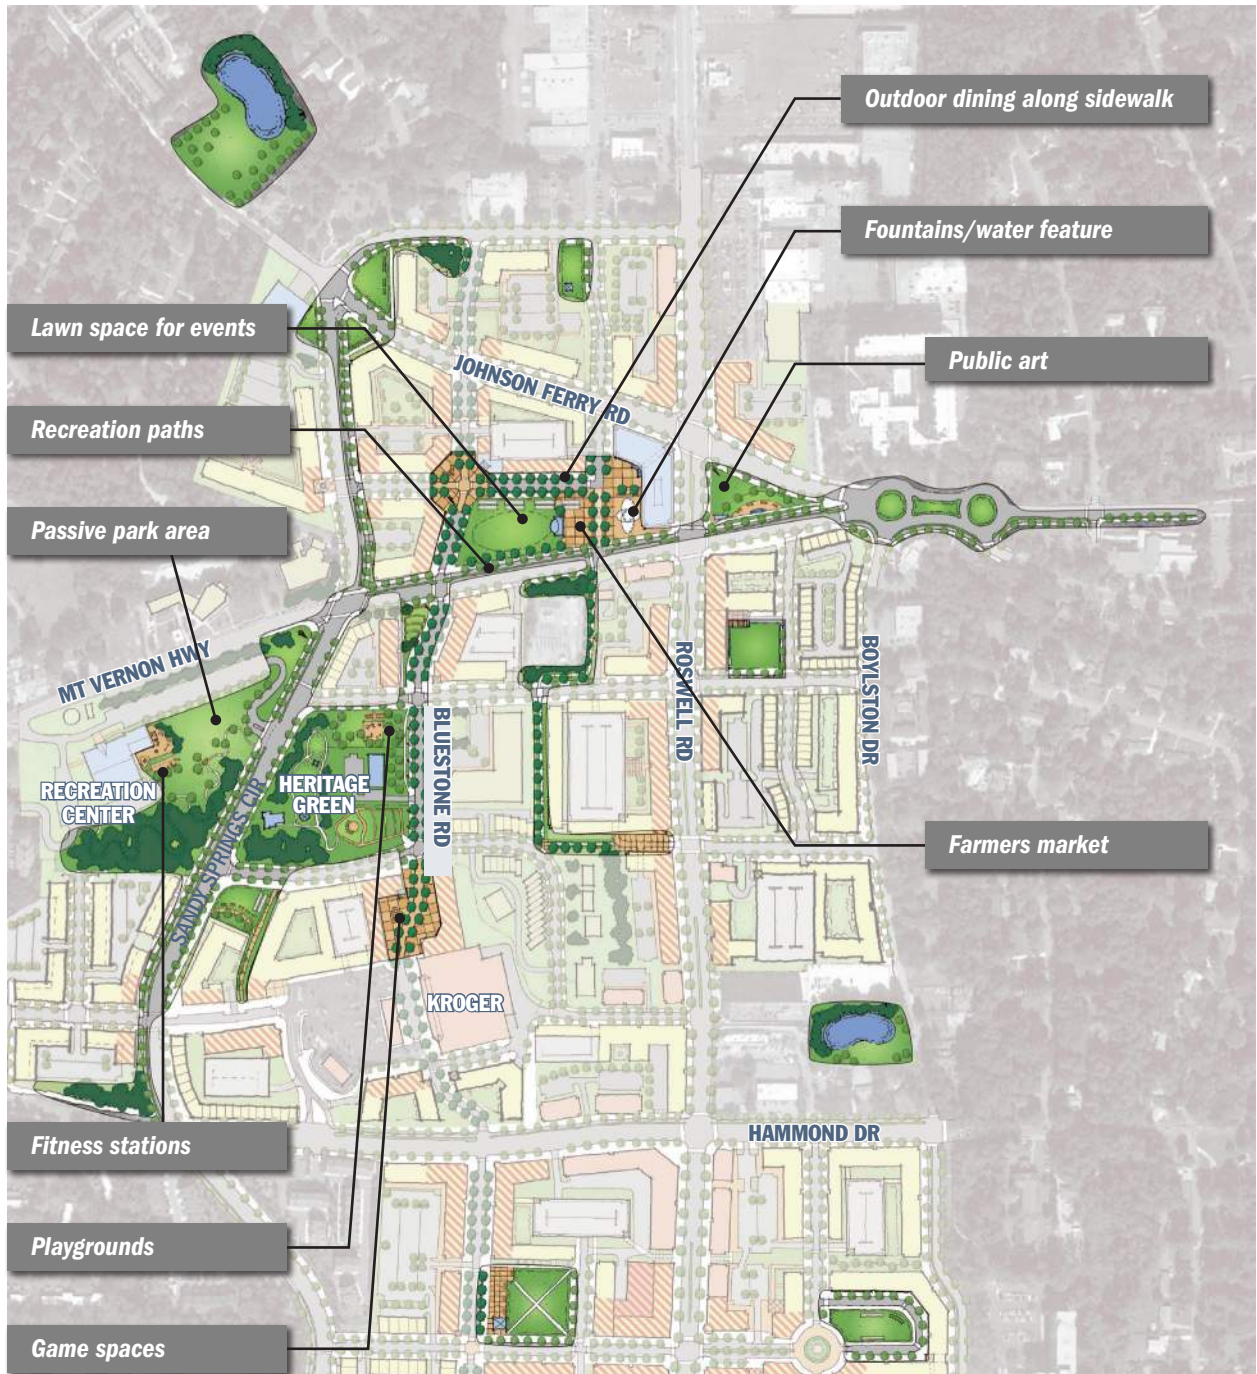 Outdoor dining along sidewalk
Fountains/water feature
Lawn space for events
Public art
JOHNSON FERRY RD
Recreation paths
Passive park area
MT VERNON HWY
ROSWELL RD
BOYLSTON DR
BLUESTONE RD
RECREATION
CENTER
HERITAGE
GREEN
SANDY SPRINGS CIR
Farmers market
KROGER
Fitness stations
HAMMOND DR
Playgrounds
Game spaces